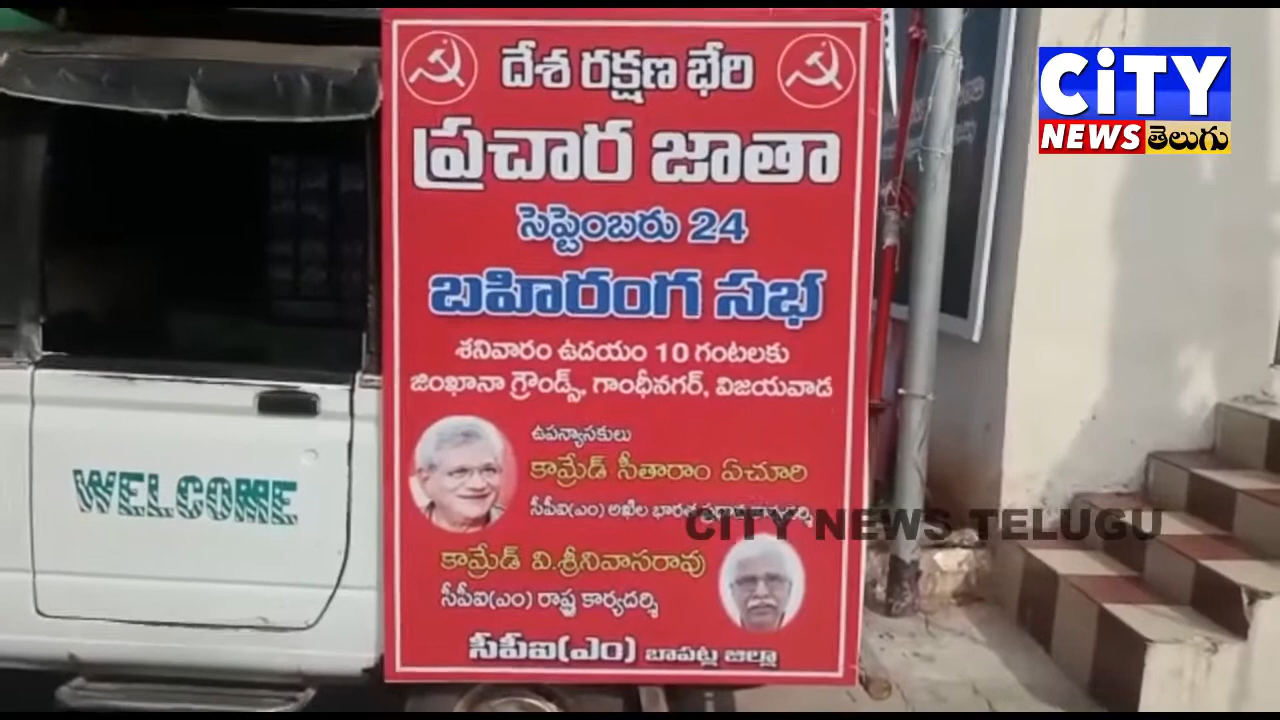 దేశ రక్షణ భేరి
ప్రచార జాతా
సెప్టెంబరు 24
బహిరంగ సభ
శనివారం ఉదయం 10 గంటలకు
జింఖానా గ్రౌండ్స్, గాంధీనగర్, విజయవాడ
ఉపన్యాసకులు
కామ్రేడ్ సీతారాం ఏచూరి
సీపీఐ(ఎం) అఖిల భారత
కామ్రేడ్ వి.శ్రీనివాసరావు
సీపీఐ(ఎం) రాష్ట్ర కార్యదర్శి
సీపీఐ(ఎం) బాపట్ల జిల్లా
WELCOME
CiTY
NEWS తెలుగు
CITY NEWS TELUGU